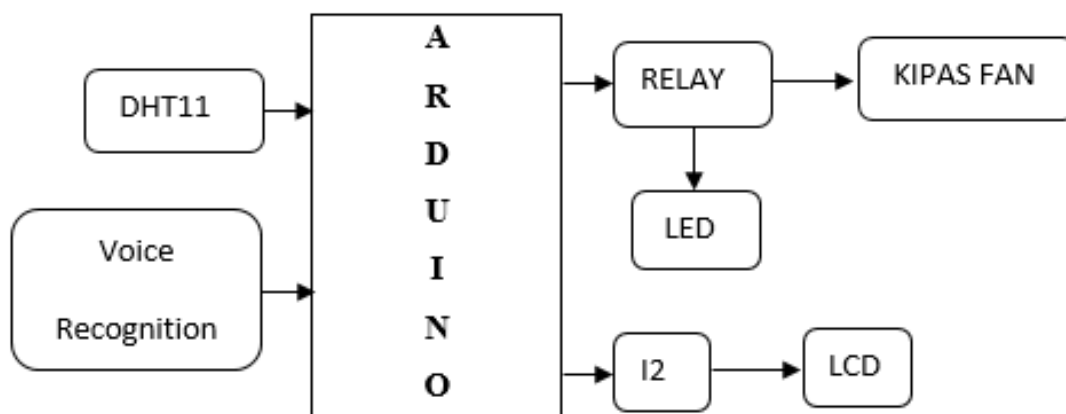 DHT11
Voice
Recognition
A
R
D
U
I
N
O
RELAY
KIPAS FAN
LED
I2
LCD